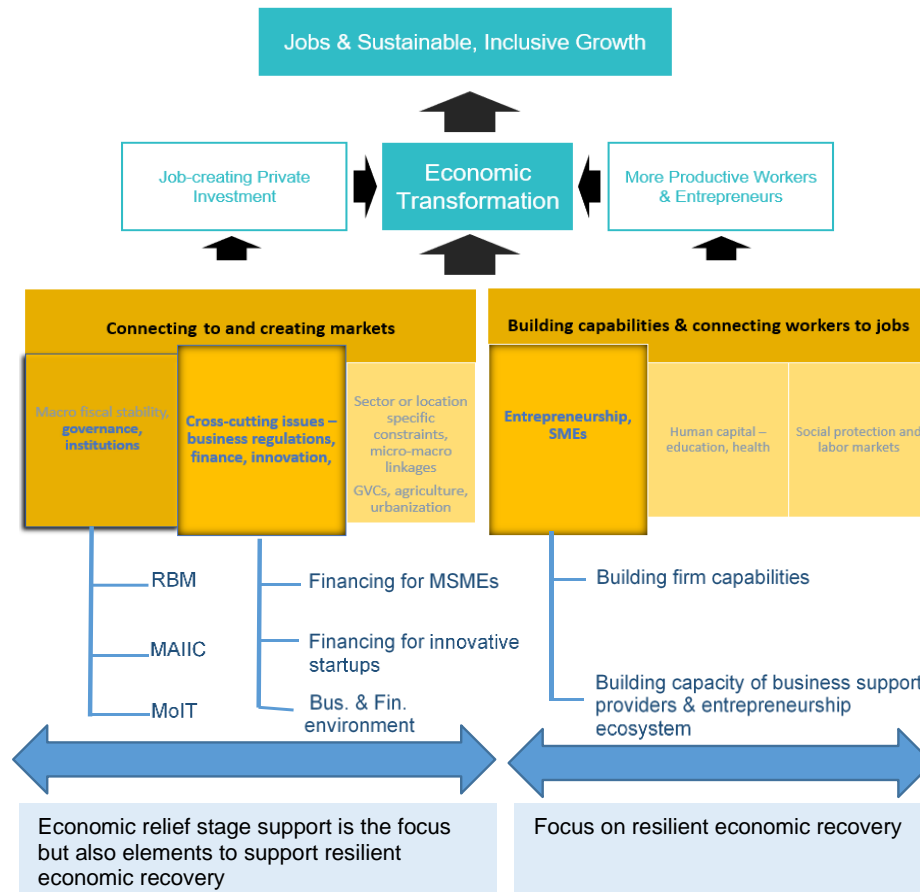 Jobs & Sustainable, Inclusive Growth
Job-creating Private
Investment
Economic
Transformation
More Productive Workers
& Entrepreneurs
Connecting to and creating markets
Building capabilities & connecting workers to jobs
Macro fiscal stability,
governance,
institutions
Cross-cutting issues –
business regulations,
finance, innovation,
Sector or location
specific
constraints,
micro-macro
linkages
GVCs, agriculture,
urbanization
Entrepreneurship,
SMEs
Human capital –
education, health
Social protection and
labor markets
RBM
MAIIC
MoIT
Financing for MSMEs
Financing for innovative
startups
Bus. & Fin.
environment
Building firm capabilities
Building capacity of business support
providers & entrepreneurship
ecosystem
Economic relief stage support is the focus
but also elements to support resilient
economic recovery
Focus on resilient economic recovery